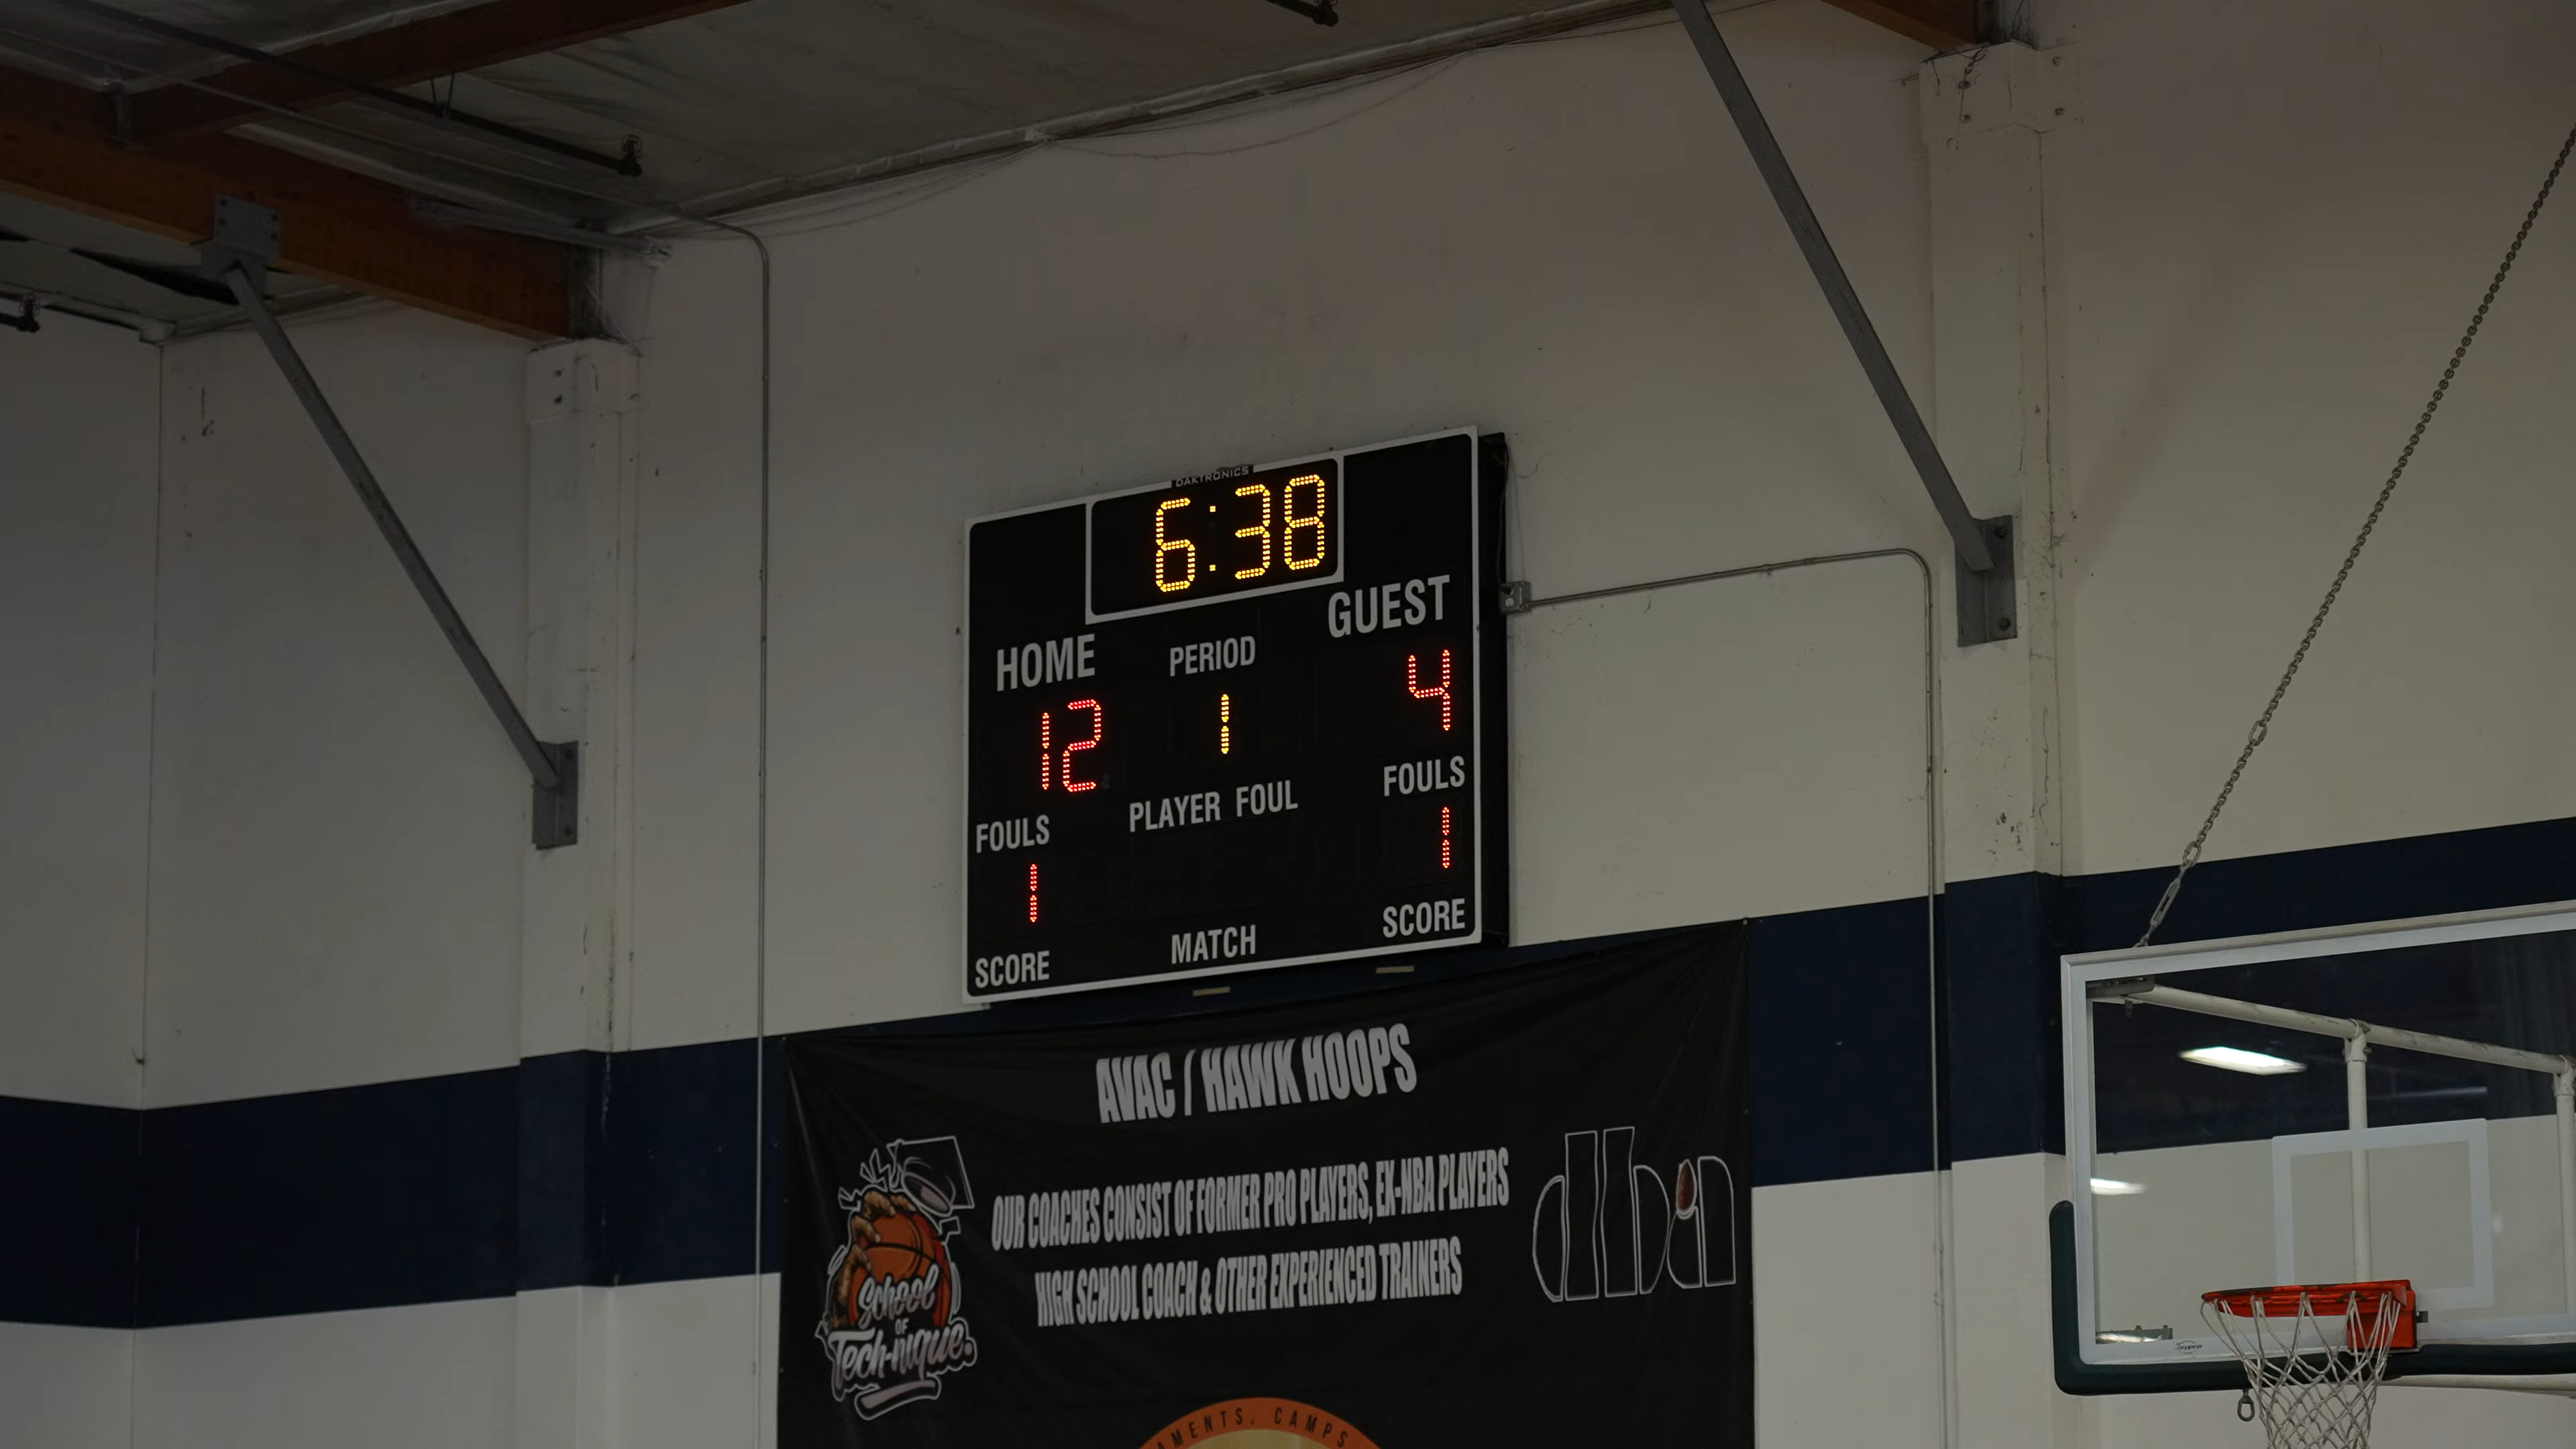 DAKTRONICS
6:38
HOME PERIOD GUEST
12 1 4
FOULS PLAYER FOUL FOULS
1 1
SCORE MATCH SCORE
AVAC / HAWK HOOPS
OUR COACHES CONSIST OF FORMER PRO PLAYERS, EX-NBA PLAYERS
HIGH SCHOOL COACH & OTHER EXPERIENCED TRAINERS
School
OF
Tech-nique.
dba
CAMPS